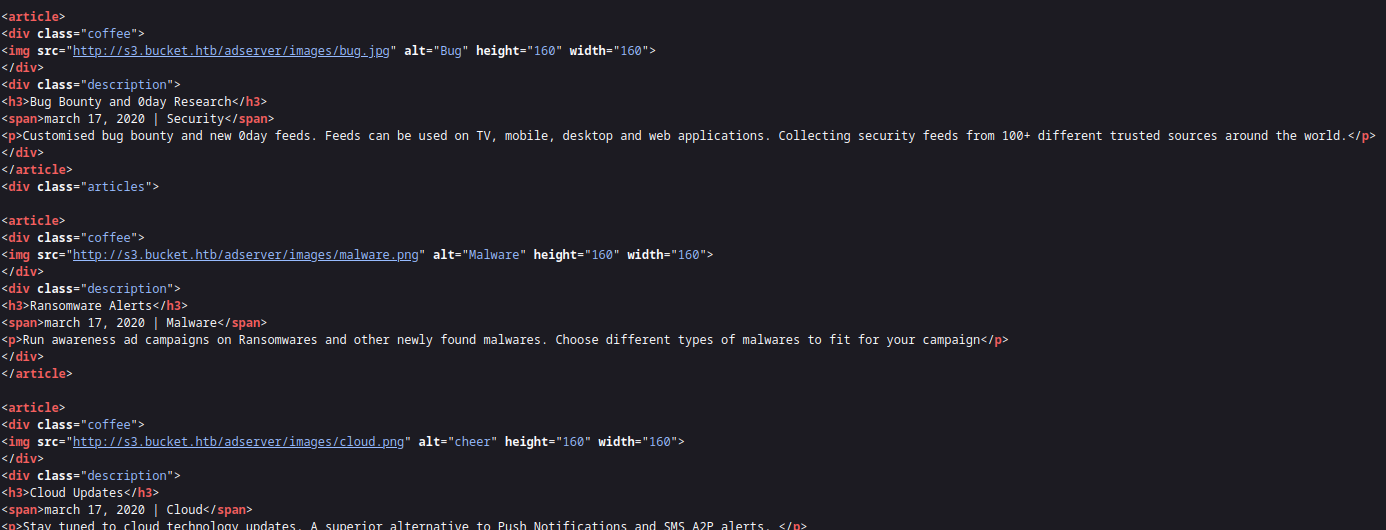 <article>
<div class="coffee">
<img src="http://s3.bucket.htb/adserver/images/bug.jpg" alt="Bug" height="160" width="160">
</div>
<div class="description">
<h3>Bug Bounty and 0day Research</h3>
<span>march 17, 2020 | Security</span>
<p>Customised bug bounty and new 0day feeds. Feeds can be used on TV, mobile, desktop and web applications. Collecting security feeds from 100+ different trusted sources around the world.</p>
</div>
</article>
<div class="articles">
<article>
<div class="coffee">
<img src="http://s3.bucket.htb/adserver/images/malware.png" alt="Malware" height="160" width="160">
</div>
<div class="description">
<h3>Ransomware Alerts</h3>
<span>march 17, 2020 | Malware</span>
<p>Run awareness ad campaigns on Ransomwares and other newly found malwares. Choose different types of malwares to fit for your campaign</p>
</div>
</article>
<article>
<div class="coffee">
<img src="http://s3.bucket.htb/adserver/images/cloud.png" alt="cheer" height="160" width="160">
</div>
<div class="description">
<h3>Cloud Updates</h3>
<span>march 17, 2020 | Cloud</span>
<p>Stay tuned to cloud technology updates. A superior alternative to Push Notifications and SMS A2P alerts. </p>